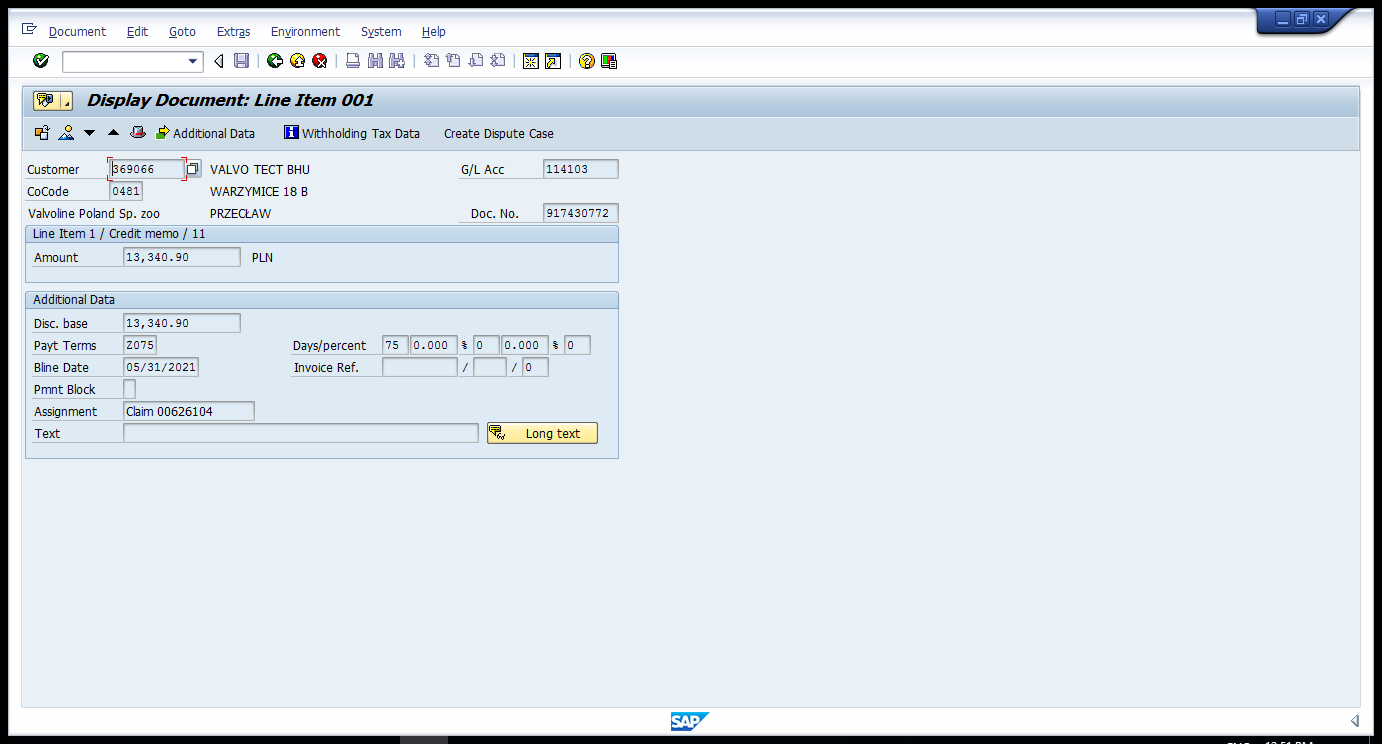 Document Edit Goto Extras Environment System Help
Display Document: Line Item 001
Additional Data Withholding Tax Data Create Dispute Case
Customer 369066 VALVO TECT BHU G/L Acc 114103
CoCode 0481 WARZYMICE 18 B
Valvoline Poland Sp. zoo PRZECŁAW Doc. No. 917430772
Line Item 1 / Credit memo / 11
Amount 13,340.90 PLN
Additional Data
Disc. base 13,340.90
Payt Terms Z075 Days/percent 75 0.000 % 0 0.000 % 0
Bline Date 05/31/2021 Invoice Ref. / / 0
Pmnt Block
Assignment Claim 00626104
Text Long text
SAP